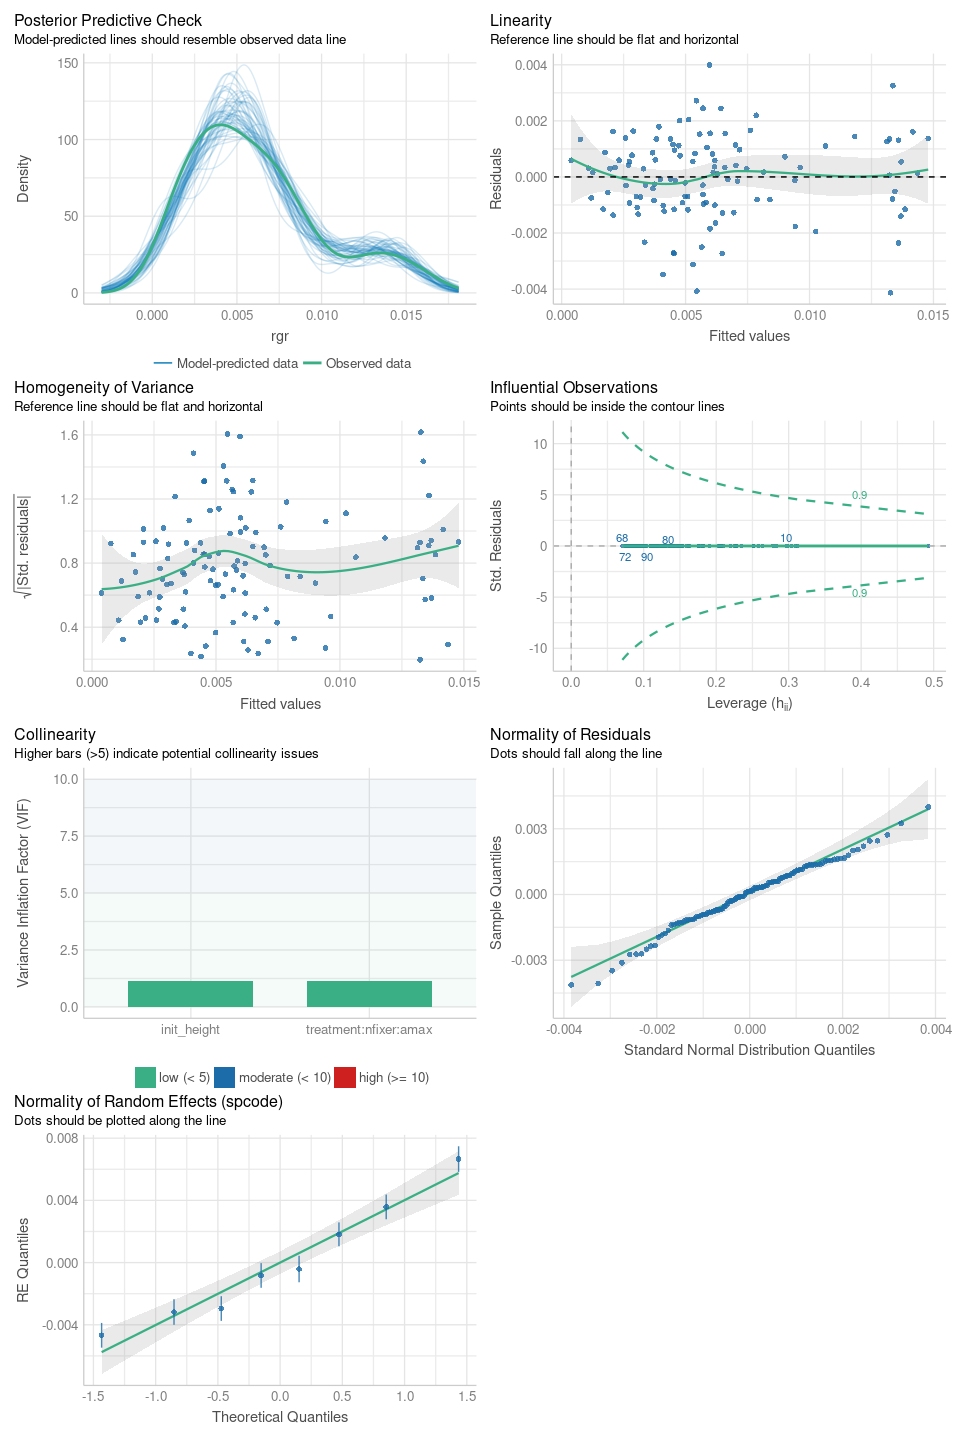 Posterior Predictive Check
Model-predicted lines should resemble observed data line
150
100
50
0
Density
0.000 0.005 0.010 0.015
rgr
Model-predicted data Observed data
Linearity
Reference line should be flat and horizontal
0.004
0.002
0.000
-0.002
-0.004
Residuals
0.000 0.005 0.010 0.015
Fitted values
Homogeneity of Variance
Reference line should be flat and horizontal
1.6
1.2
0.8
0.4
√|Std. residuals|
0.000 0.005 0.010 0.015
Fitted values
Influential Observations
Points should be inside the contour lines
10
5
0
-5
-10
Std. Residuals
0.9
68 80 10
72 90
0.9
0.0 0.1 0.2 0.3 0.4 0.5
Leverage (hii)
Collinearity
Higher bars (>5) indicate potential collinearity issues
10.0
7.5
5.0
2.5
0.0
Variance Inflation Factor (VIF)
init_height treatment:nfixer:amax
low (< 5) moderate (< 10) high (>= 10)
Normality of Residuals
Dots should fall along the line
0.003
0.000
-0.003
Sample Quantiles
-0.004 -0.002 0.000 0.002 0.004
Standard Normal Distribution Quantiles
Normality of Random Effects (spcode)
Dots should be plotted along the line
0.008
0.004
0.000
-0.004
RE Quantiles
-1.5 -1.0 -0.5 0.0 0.5 1.0 1.5
Theoretical Quantiles